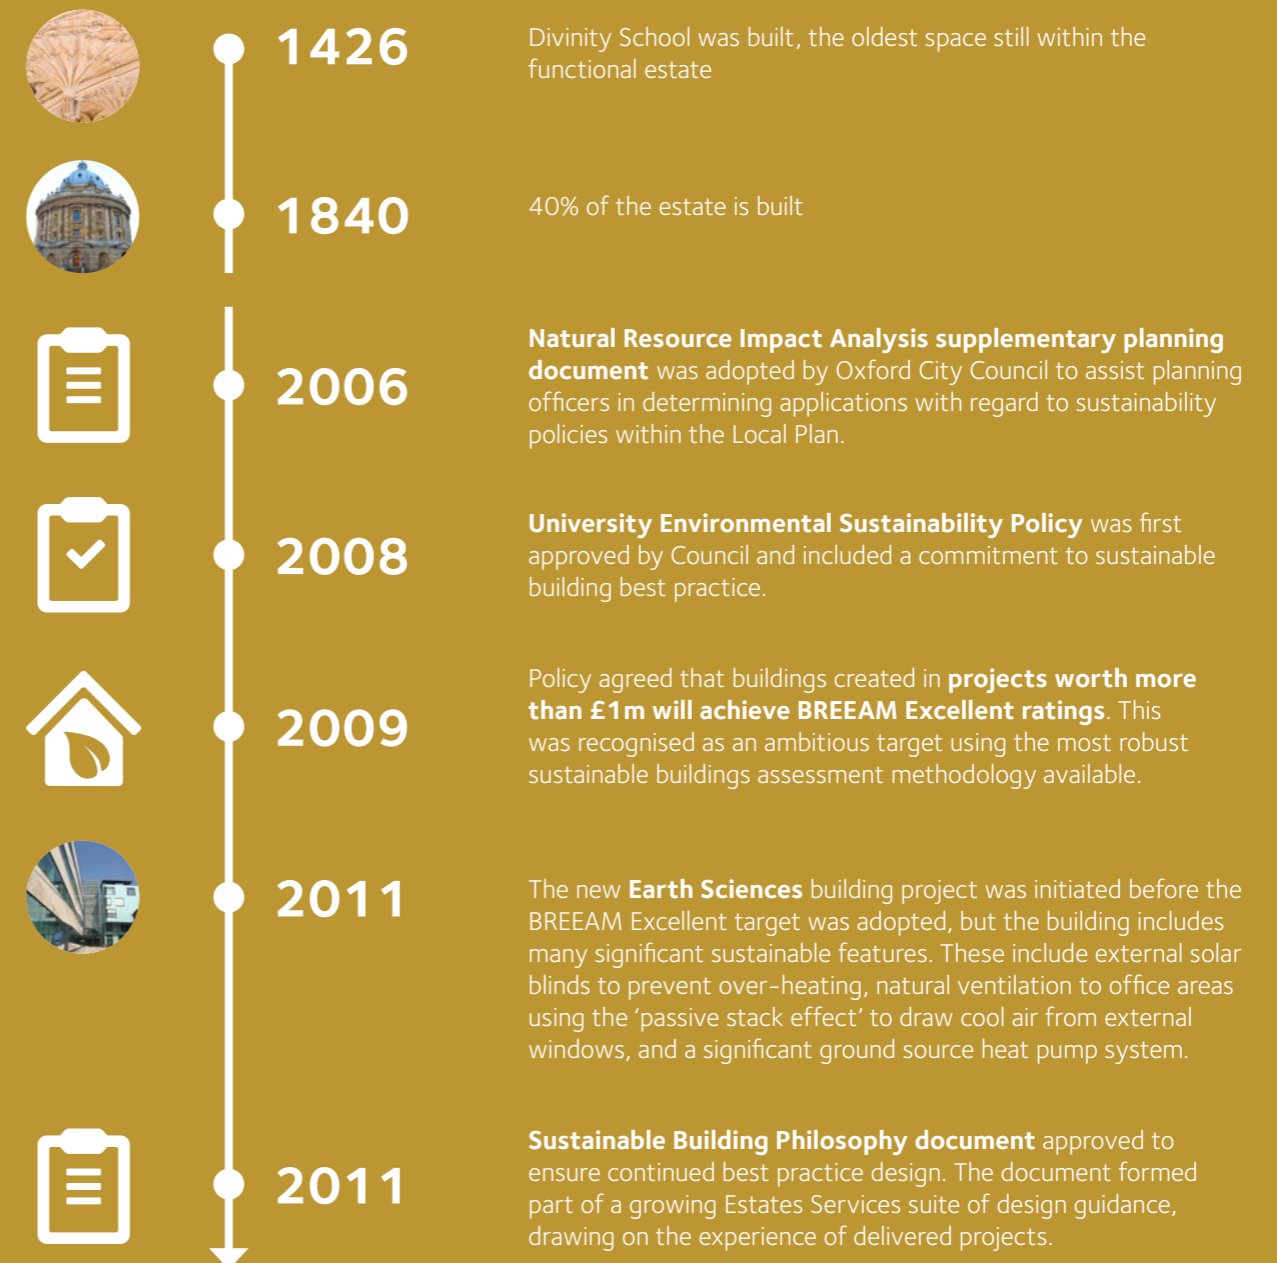 1426
Divinity School was built, the oldest space still within the
functional estate
1840
40% of the estate is built
2006
Natural Resource Impact Analysis supplementary planning
document was adopted by Oxford City Council to assist planning
officers in determining applications with regard to sustainability
policies within the Local Plan.
2008
University Environmental Sustainability Policy was first
approved by Council and included a commitment to sustainable
building best practice.
2009
Policy agreed that buildings created in projects worth more
than £1m will achieve BREEAM Excellent ratings. This
was recognised as an ambitious target using the most robust
sustainable buildings assessment methodology available.
2011
The new Earth Sciences building project was initiated before the
BREEAM Excellent target was adopted, but the building includes
many significant sustainable features. These include external solar
blinds to prevent over-heating, natural ventilation to office areas
using the ‘passive stack effect’ to draw cool air from external
windows, and a significant ground source heat pump system.
2011
Sustainable Building Philosophy document approved to
ensure continued best practice design. The document formed
part of a growing Estates Services suite of design guidance,
drawing on the experience of delivered projects.